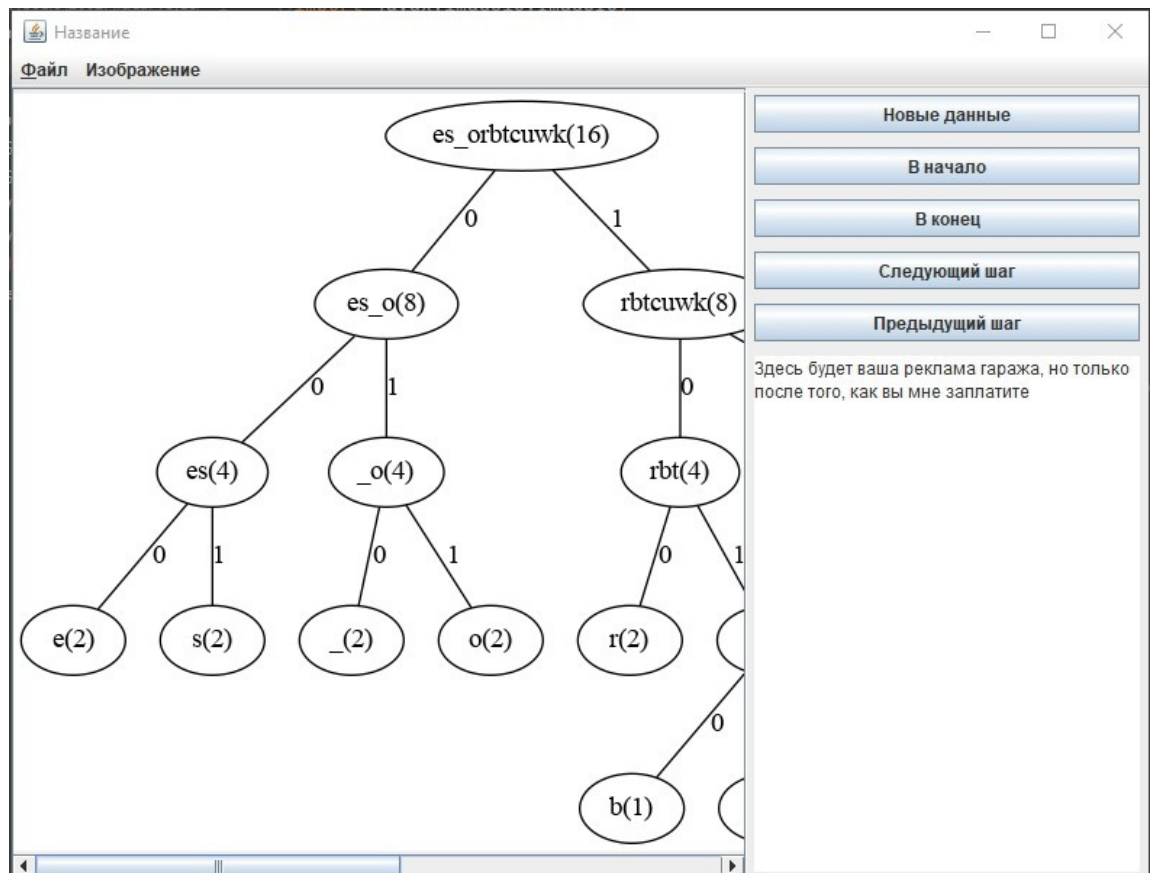 Название
Файл Изображение
es_orbtcuwk(16)
0 1
es_o(8) rbtcuwk(8)
0 1 0
es(4) _o(4) rbt(4)
0 1 0 1 0 1
e(2) s(2) _(2) o(2) r(2)
0
b(1)
Новые данные
В начало
В конец
Следующий шаг
Предыдущий шаг
Здесь будет ваша реклама гаража, но только
после того, как вы мне заплатите